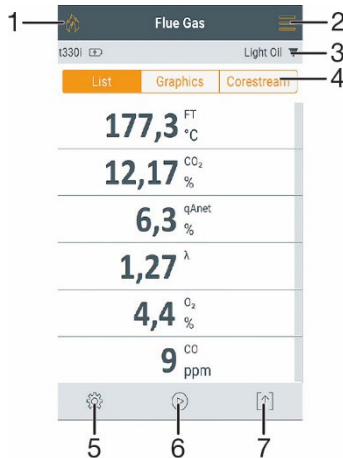 1 Flue Gas 2
t330i Light Oil 3
List Graphics Corestream 4
177,3 FT °C
12,17 CO₂ %
6,3 qAnet %
1,27 λ
4,4 O₂ %
9 CO ppm
5 6 7